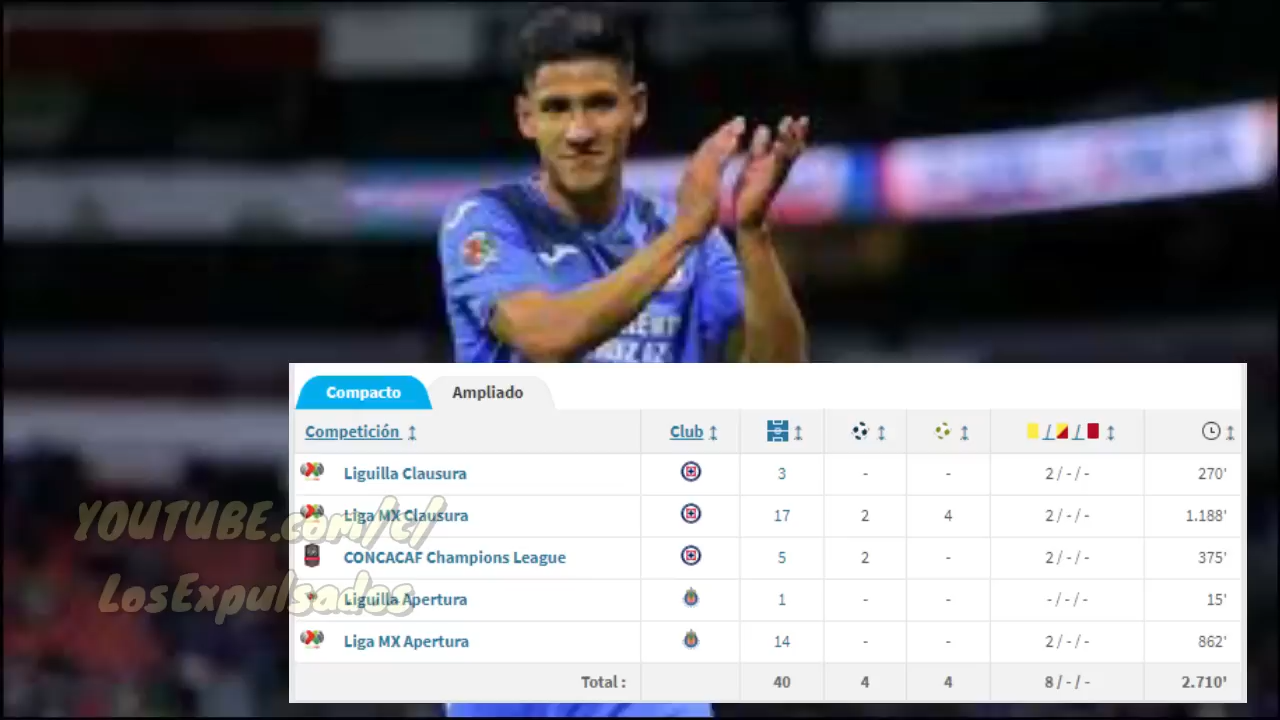 Compacto Ampliado
Competición Club
Liguilla Clausura 3 - - 2 / - / - 270'
Liga MX Clausura 17 2 4 2 / - / - 1.188'
CONCACAF Champions League 5 2 - 2 / - / - 375'
Liguilla Apertura 1 - - - / - / - 15'
Liga MX Apertura 14 - - 2 / - / - 862'
Total : 40 4 4 8 / - / - 2.710'
YOUTUBE.com/c/
LosExpulsados